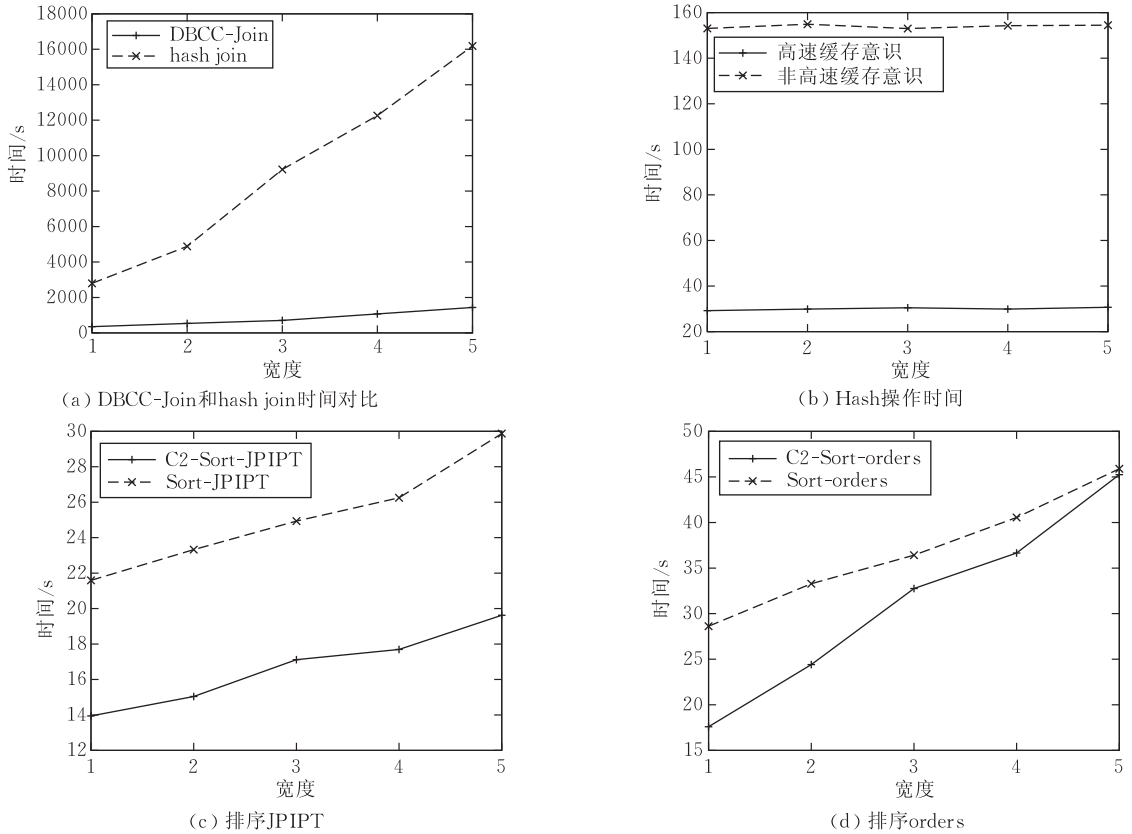 18000
16000
14000
12000
10000
8000
6000
4000
2000
0
时间/s
DBCC-Join
hash join
1 2 3 4 5
宽度
(a) DBCC-Join和hash join时间对比
160
140
120
160
80
60
40
20
时间/s
高速缓存意识
非高速缓存意识
1 2 3 4 5
宽度
(b) Hash操作时间
30
28
26
24
22
20
18
16
14
12
时间/s
C2-Sort-JPIPT
Sort-JPIPT
1 2 3 4 5
宽度
(c) 排序JPIPT
50
45
40
35
30
25
20
15
时间/s
C2-Sort-orders
Sort-orders
1 2 3 4 5
宽度
(d) 排序orders